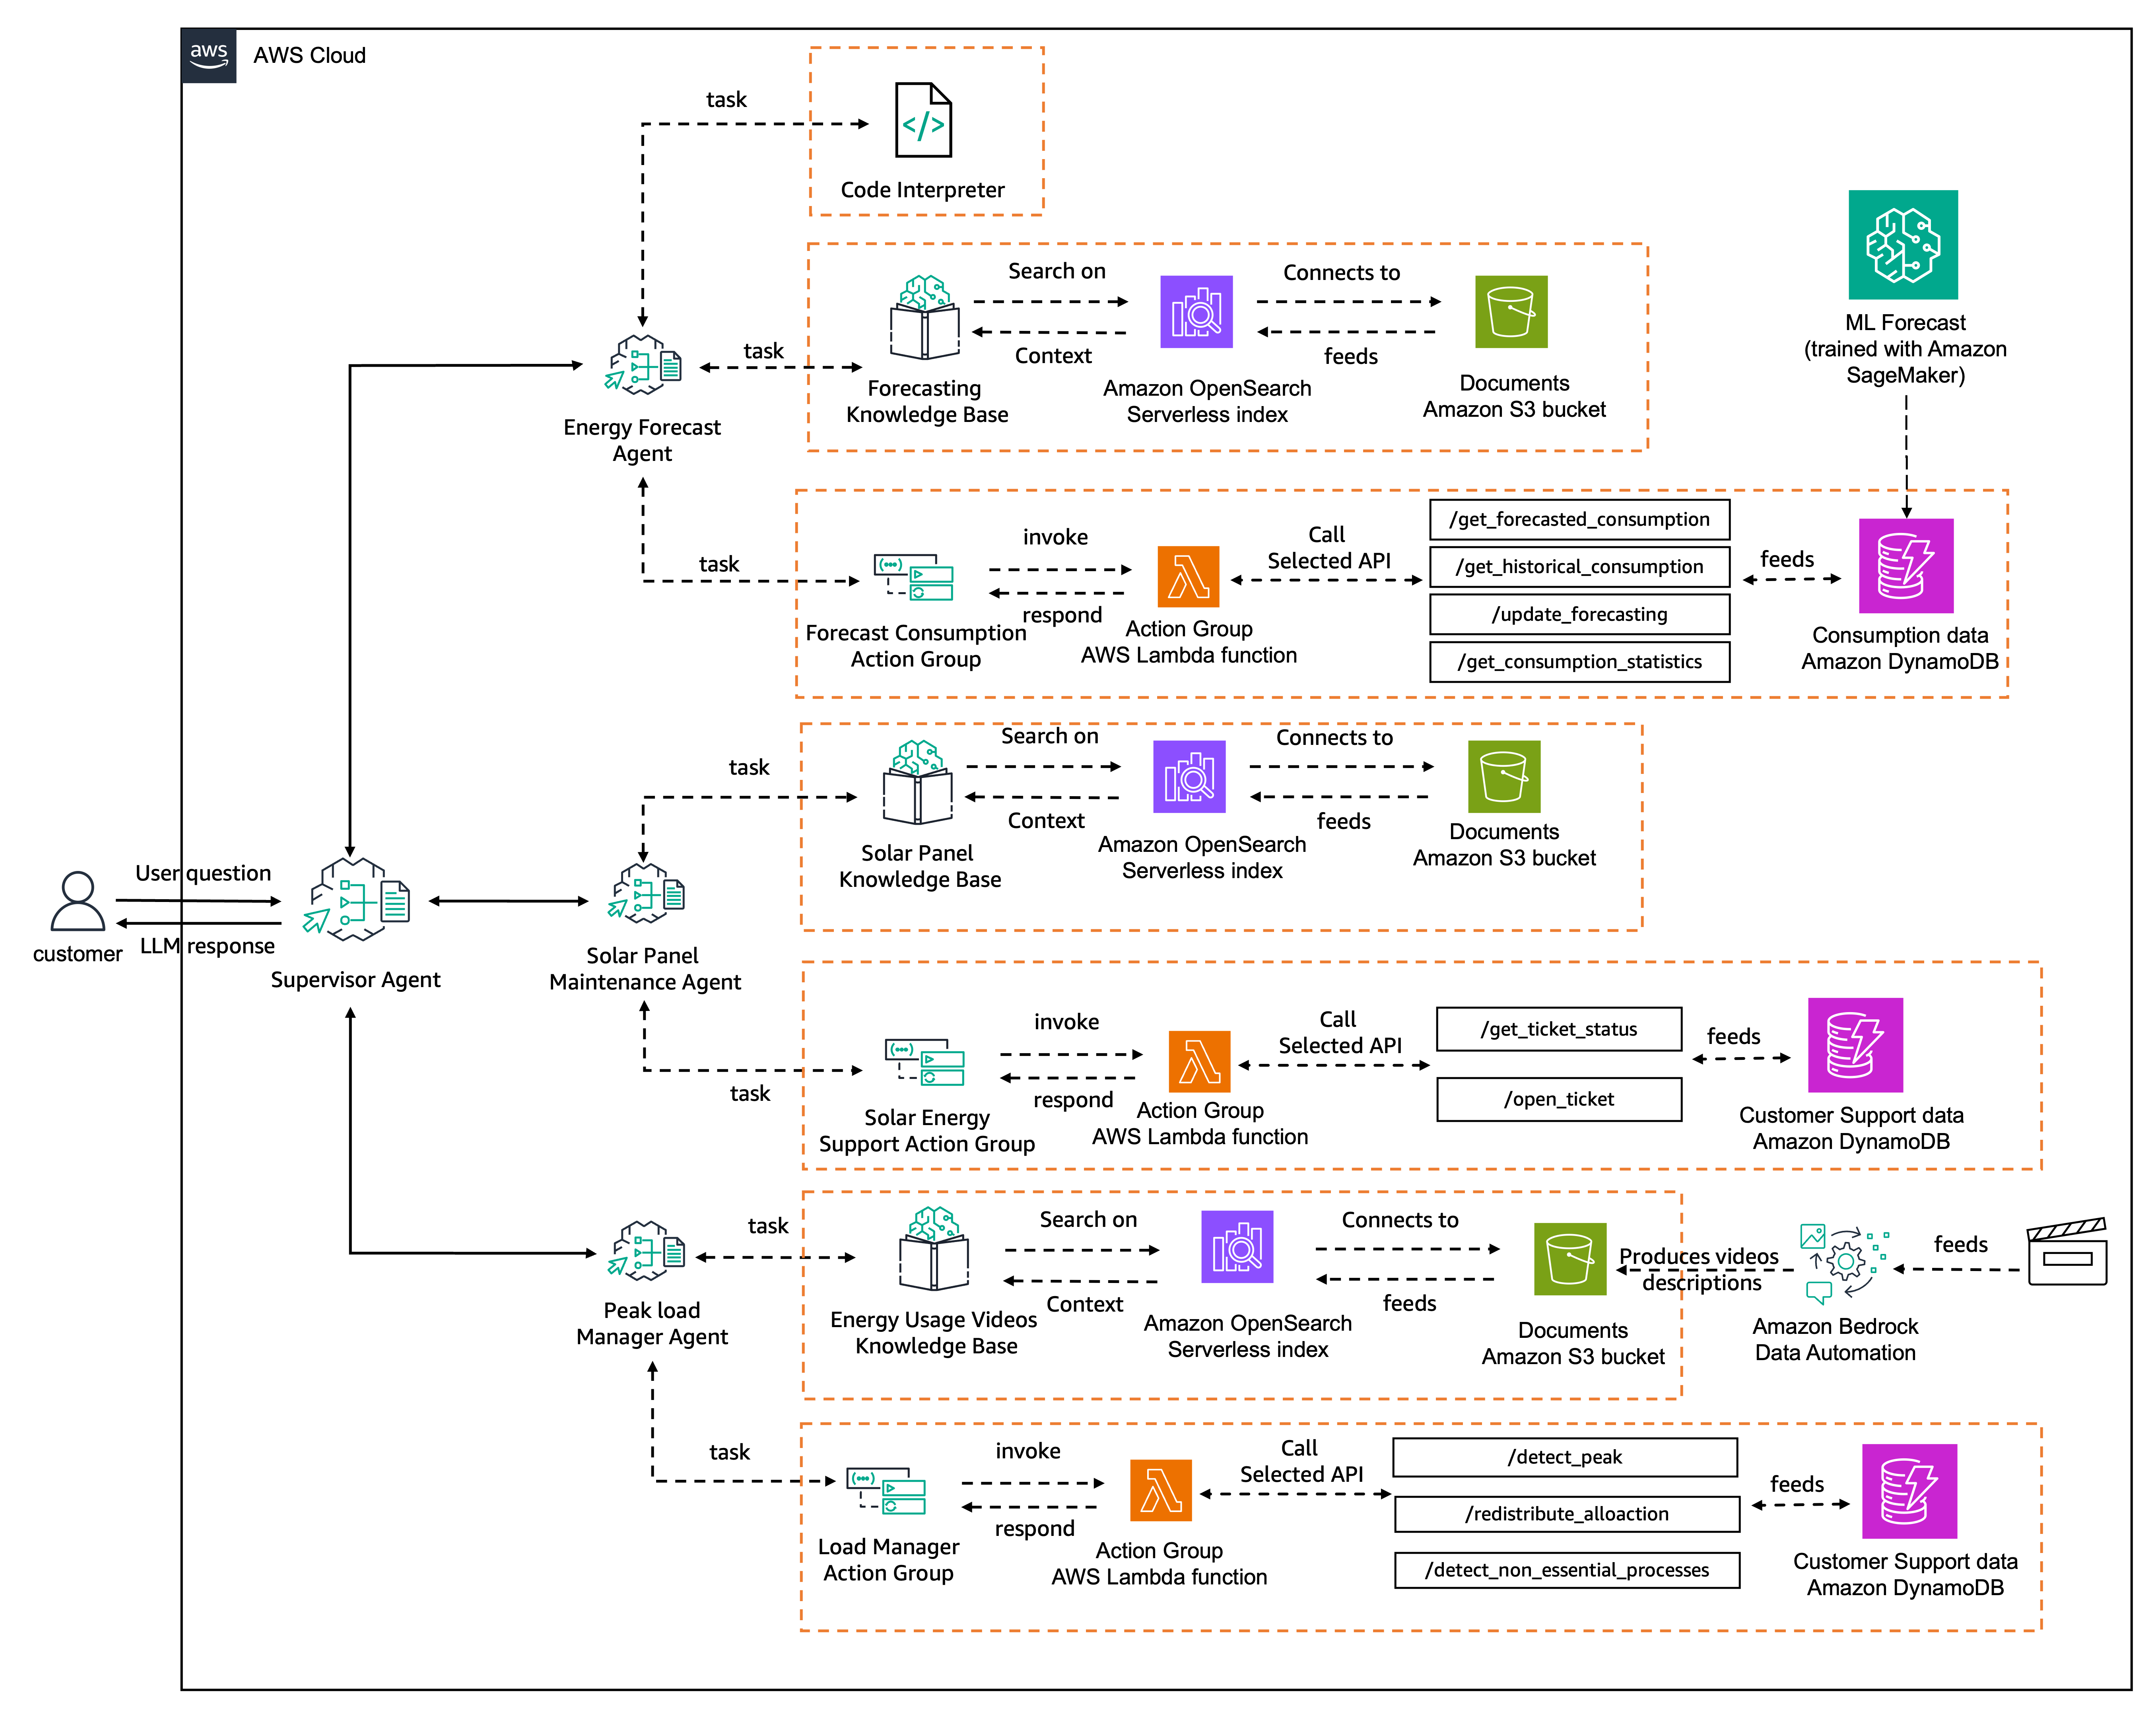 aws
AWS Cloud
task
Code Interpreter
Search on
Connects to
task
Context
feeds
Forecasting
Knowledge Base
Amazon OpenSearch
Serverless index
Documents
Amazon S3 bucket
ML Forecast
(trained with Amazon
SageMaker)
Energy Forecast
Agent
task
invoke
respond
Forecast Consumption
Action Group
Action Group
AWS Lambda function
Call
Selected API
/get_forecasted_consumption
/get_historical_consumption
/update_forecasting
/get_consumption_statistics
feeds
Consumption data
Amazon DynamoDB
task
Search on
Connects to
Context
feeds
Solar Panel
Knowledge Base
Amazon OpenSearch
Serverless index
Documents
Amazon S3 bucket
User question
LLM response
customer
Supervisor Agent
Solar Panel
Maintenance Agent
task
invoke
respond
Solar Energy
Support Action Group
Action Group
AWS Lambda function
Call
Selected API
/get_ticket_status
/open_ticket
feeds
Customer Support data
Amazon DynamoDB
task
Search on
Connects to
Context
feeds
Peak load
Manager Agent
Energy Usage Videos
Knowledge Base
Amazon OpenSearch
Serverless index
Documents
Amazon S3 bucket
Produces videos
descriptions
feeds
Amazon Bedrock
Data Automation
task
invoke
respond
Load Manager
Action Group
Action Group
AWS Lambda function
Call
Selected API
/detect_peak
/redistribute_alloaction
/detect_non_essential_processes
feeds
Customer Support data
Amazon DynamoDB